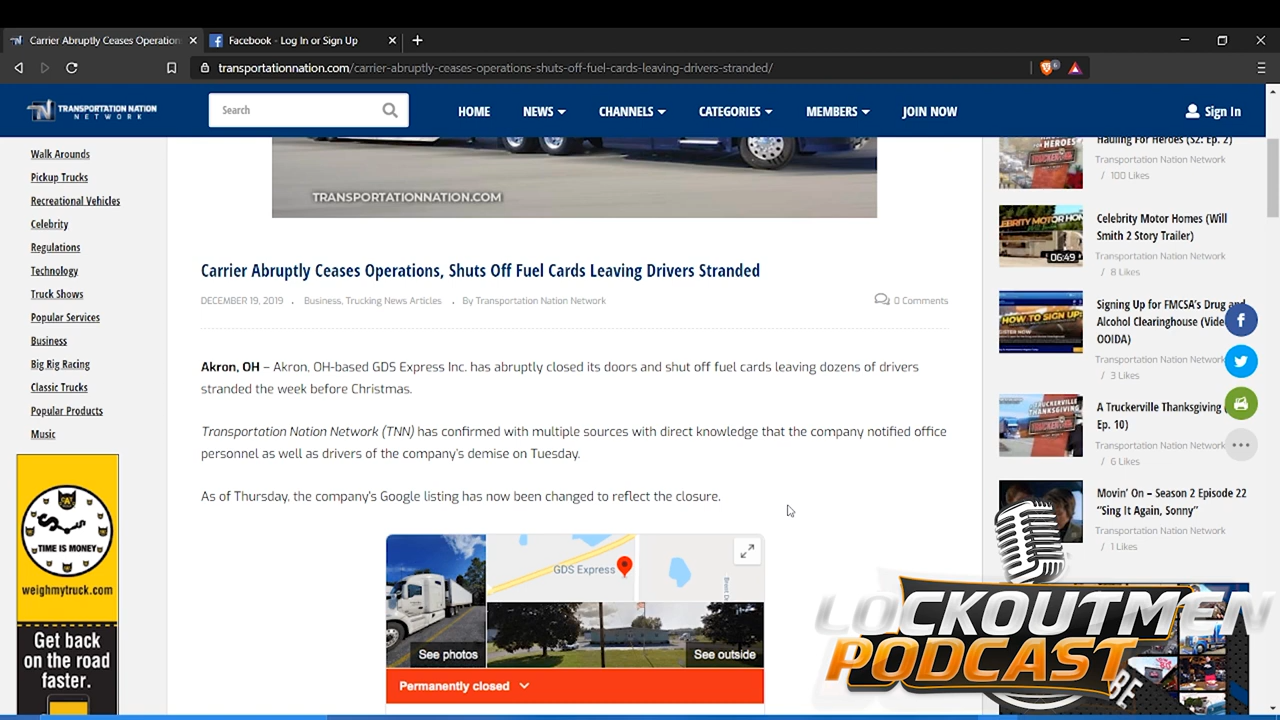 Carrier Abruptly Ceases Operation
Facebook - Log In or Sign Up
transportationnation.com/carrier-abruptly-ceases-operations-shuts-off-fuel-cards-leaving-drivers-stranded/
6
TRANSPORTATION NATION
NETWORK
Search
HOME
NEWS
CHANNELS
CATEGORIES
MEMBERS
JOIN NOW
Sign In
Walk Arounds
Pickup Trucks
Recreational Vehicles
Celebrity
Regulations
Technology
Truck Shows
Popular Services
Business
Big Rig Racing
Classic Trucks
Popular Products
Music
TIME IS MONEY
weighmytruck.com
Get back
on the road
faster.
TRANSPORTATIONNATION.COM
Carrier Abruptly Ceases Operations, Shuts Off Fuel Cards Leaving Drivers Stranded
DECEMBER 19, 2019 . Business, Trucking News Articles . By Transportation Nation Network
0 Comments
Akron, OH – Akron, OH-based GDS Express Inc. has abruptly closed its doors and shut off fuel cards leaving dozens of drivers
stranded the week before Christmas.
Transportation Nation Network (TNN) has confirmed with multiple sources with direct knowledge that the company notified office
personnel as well as drivers of the company's demise on Tuesday.
As of Thursday, the company's Google listing has now been changed to reflect the closure.
GDS Express
See photos
See outside
Permanently closed
Hauling For Heroes (S2: Ep. 2)
Transportation Nation Network
/ 100 Likes
Celebrity Motor Homes (Will
Smith 2 Story Trailer)
Transportation Nation Network
/ 8 Likes
06:49
Signing Up for FMCSA's Drug and
Alcohol Clearinghouse (Vide
OOIDA)
Transportation Nation Network
/ 3 Likes
HOW TO SIGN UP
A Truckerville Thanksgiving
Ep. 10)
Transportation Nation Network
/ 6 Likes
Movin' On – Season 2 Episode 22
"Sing It Again, Sonny"
Transportation Nation Network
/ 1 Likes
LOCKOUTMEN
PODCAST
BE